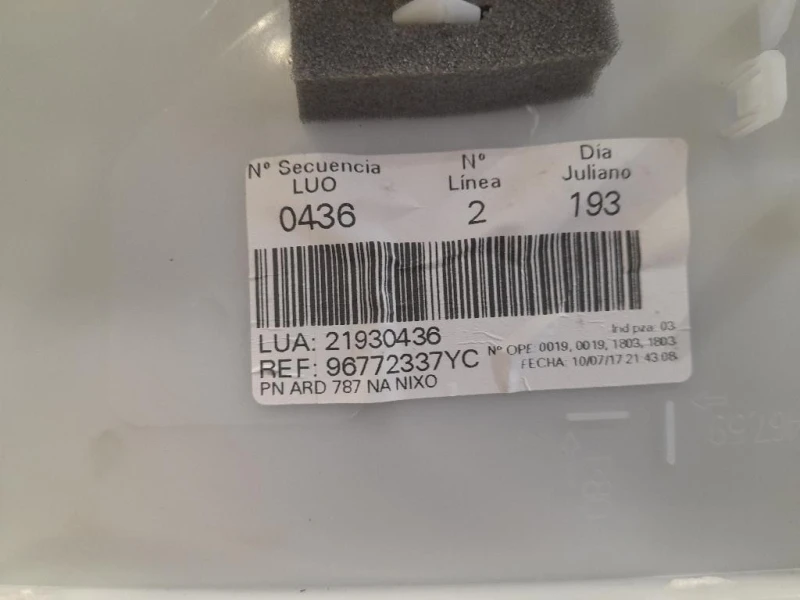 Nº Secuencia LUO
Nº Línea
Día Juliano
0436
2
193
LUA: 21930436
Ind pza: 03
REF: 96772337YC
Nº OPE: 0019, 0019, 1803, 1803
PN ARD 787 NA NIXO
FECHA: 10/07/17 21:43:08